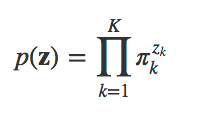 p(𝐳) = ∏_{k=1}^{K} π_k^{z_k}